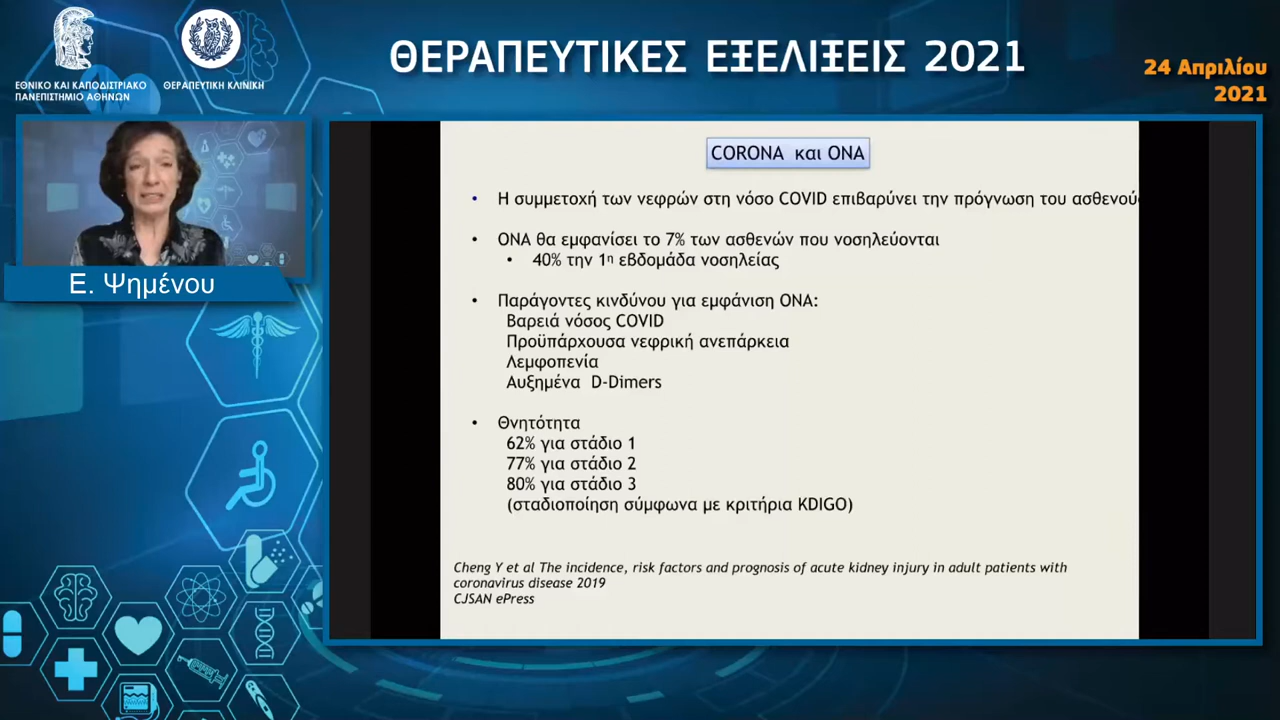 ΕΘΝΙΚΟ ΚΑΙ ΚΑΠΟΔΙΣΤΡΙΑΚΟ
ΠΑΝΕΠΙΣΤΗΜΙΟ ΑΘΗΝΩΝ
ΘΕΡΑΠΕΥΤΙΚΗ ΚΛΙΝΙΚΗ
ΘΕΡΑΠΕΥΤΙΚΕΣ ΕΞΕΛΙΞΕΙΣ 2021
24 Απριλίου
2021
Ε. Ψημένου
CORONA και ΟΝΑ
• Η συμμετοχή των νεφρών στη νόσο COVID επιβαρύνει την πρόγνωση του ασθενούς
• ΟΝΑ θα εμφανίσει το 7% των ασθενών που νοσηλεύονται
• 40% την 1η εβδομάδα νοσηλείας
• Παράγοντες κινδύνου για εμφάνιση ΟΝΑ:
Βαρειά νόσος COVID
Προϋπάρχουσα νεφρική ανεπάρκεια
Λεμφοπενία
Αυξημένα D-Dimers
• Θνητότητα
62% για στάδιο 1
77% για στάδιο 2
80% για στάδιο 3
(σταδιοποίηση σύμφωνα με κριτήρια KDIGO)
Cheng Y et al The incidence, risk factors and prognosis of acute kidney injury in adult patients with
coronavirus disease 2019
CJSAN ePress